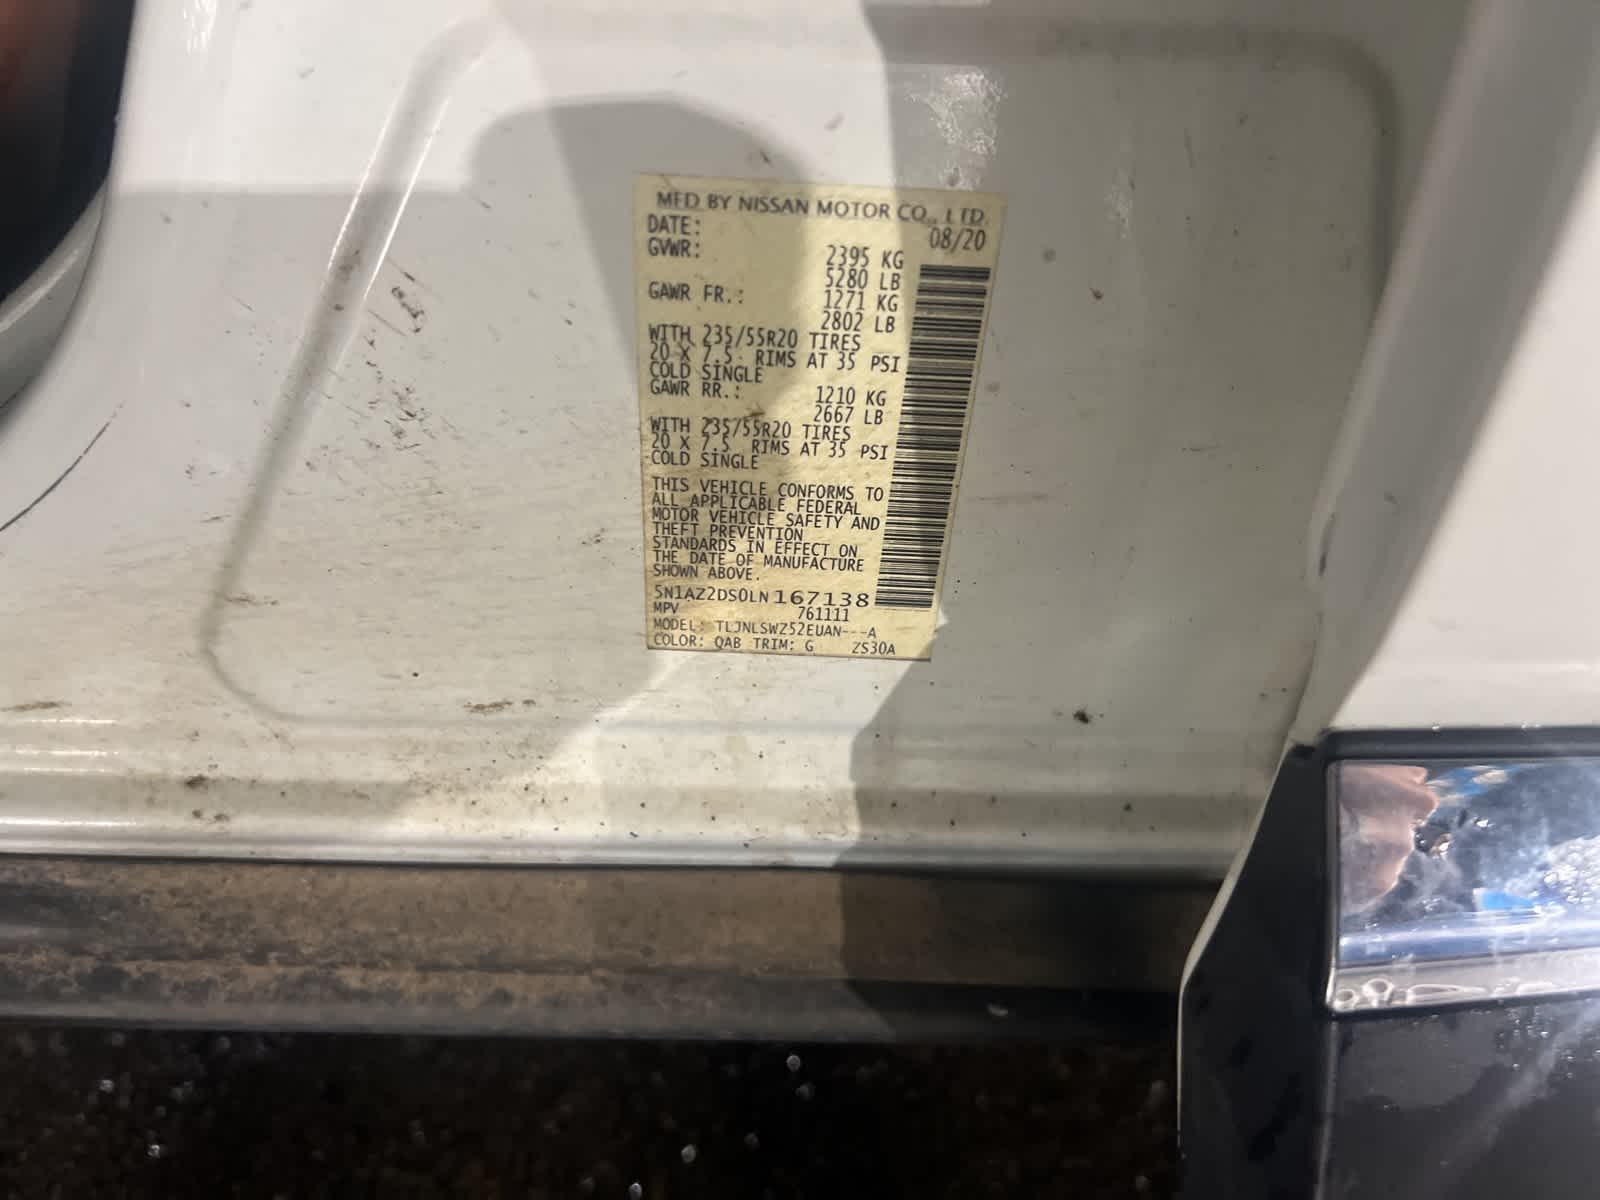 MFD BY NISSAN MOTOR CO., LTD.
DATE: 08/20
GVWR: 2395 KG
5280 LB
GAWR FR.: 1271 KG
2802 LB
WITH 235/55R20 TIRES
20 X 7.5 RIMS AT 35 PSI
COLD SINGLE
GAWR RR.: 1210 KG
2667 LB
WITH 235/55R20 TIRES
20 X 7.5 RIMS AT 35 PSI
COLD SINGLE
THIS VEHICLE CONFORMS TO
ALL APPLICABLE FEDERAL
MOTOR VEHICLE SAFETY AND
THEFT PREVENTION
STANDARDS IN EFFECT ON
THE DATE OF MANUFACTURE
SHOWN ABOVE.
5N1AZ2DS0LN167138
MPV 761111
MODEL: TLJNLSWZ52EUAN---A
COLOR: QAB TRIM: G ZS30A